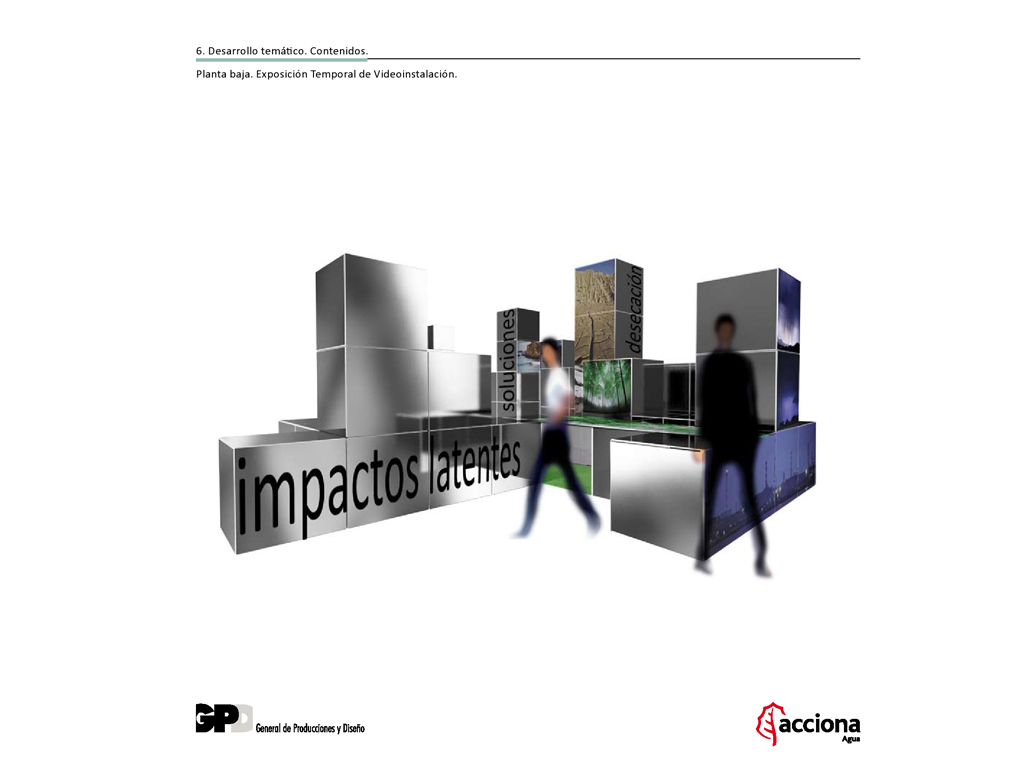 6. Desarrollo temático. Contenidos.
Planta baja. Exposición Temporal de Videoinstalación.
desecación
soluciones
impactos latentes
GPD General de Producciones y Diseño
acciona
Agua